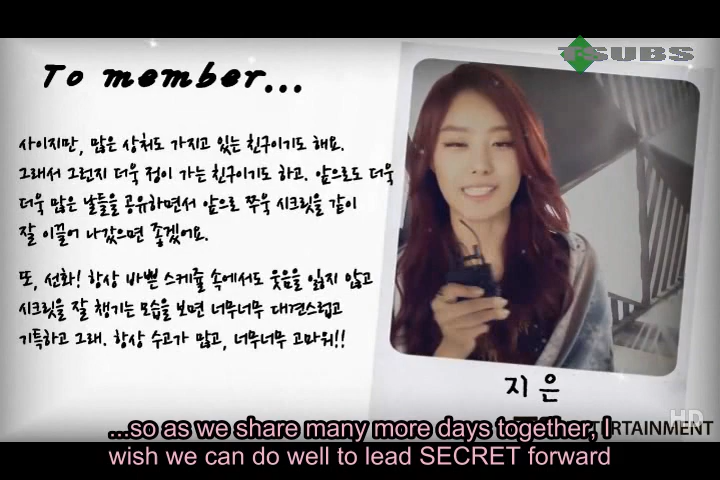 TSUBS
To member...
사이지만, 많은 상처도 가지고 있는 친구이기도 해요.
그래서 그런지 더욱 정이 가는 친구이기도 하고. 앞으로도 더욱
더욱 많은 날들을 공유하면서 앞으로 쭈욱 시크릿을 같이
잘 이끌어 나갔으면 좋겠어요.
또, 선화! 항상 바쁜 스케줄 속에서도 웃음을 잃지 않고
시크릿을 잘 챙기는 모습을 보면 너무너무 대견스럽고
기특하고 그래. 항상 수고가 많고, 너무너무 고마워!!
지은
HD
ENTERTAINMENT
...so as we share many more days together, I
wish we can do well to lead SECRET forward